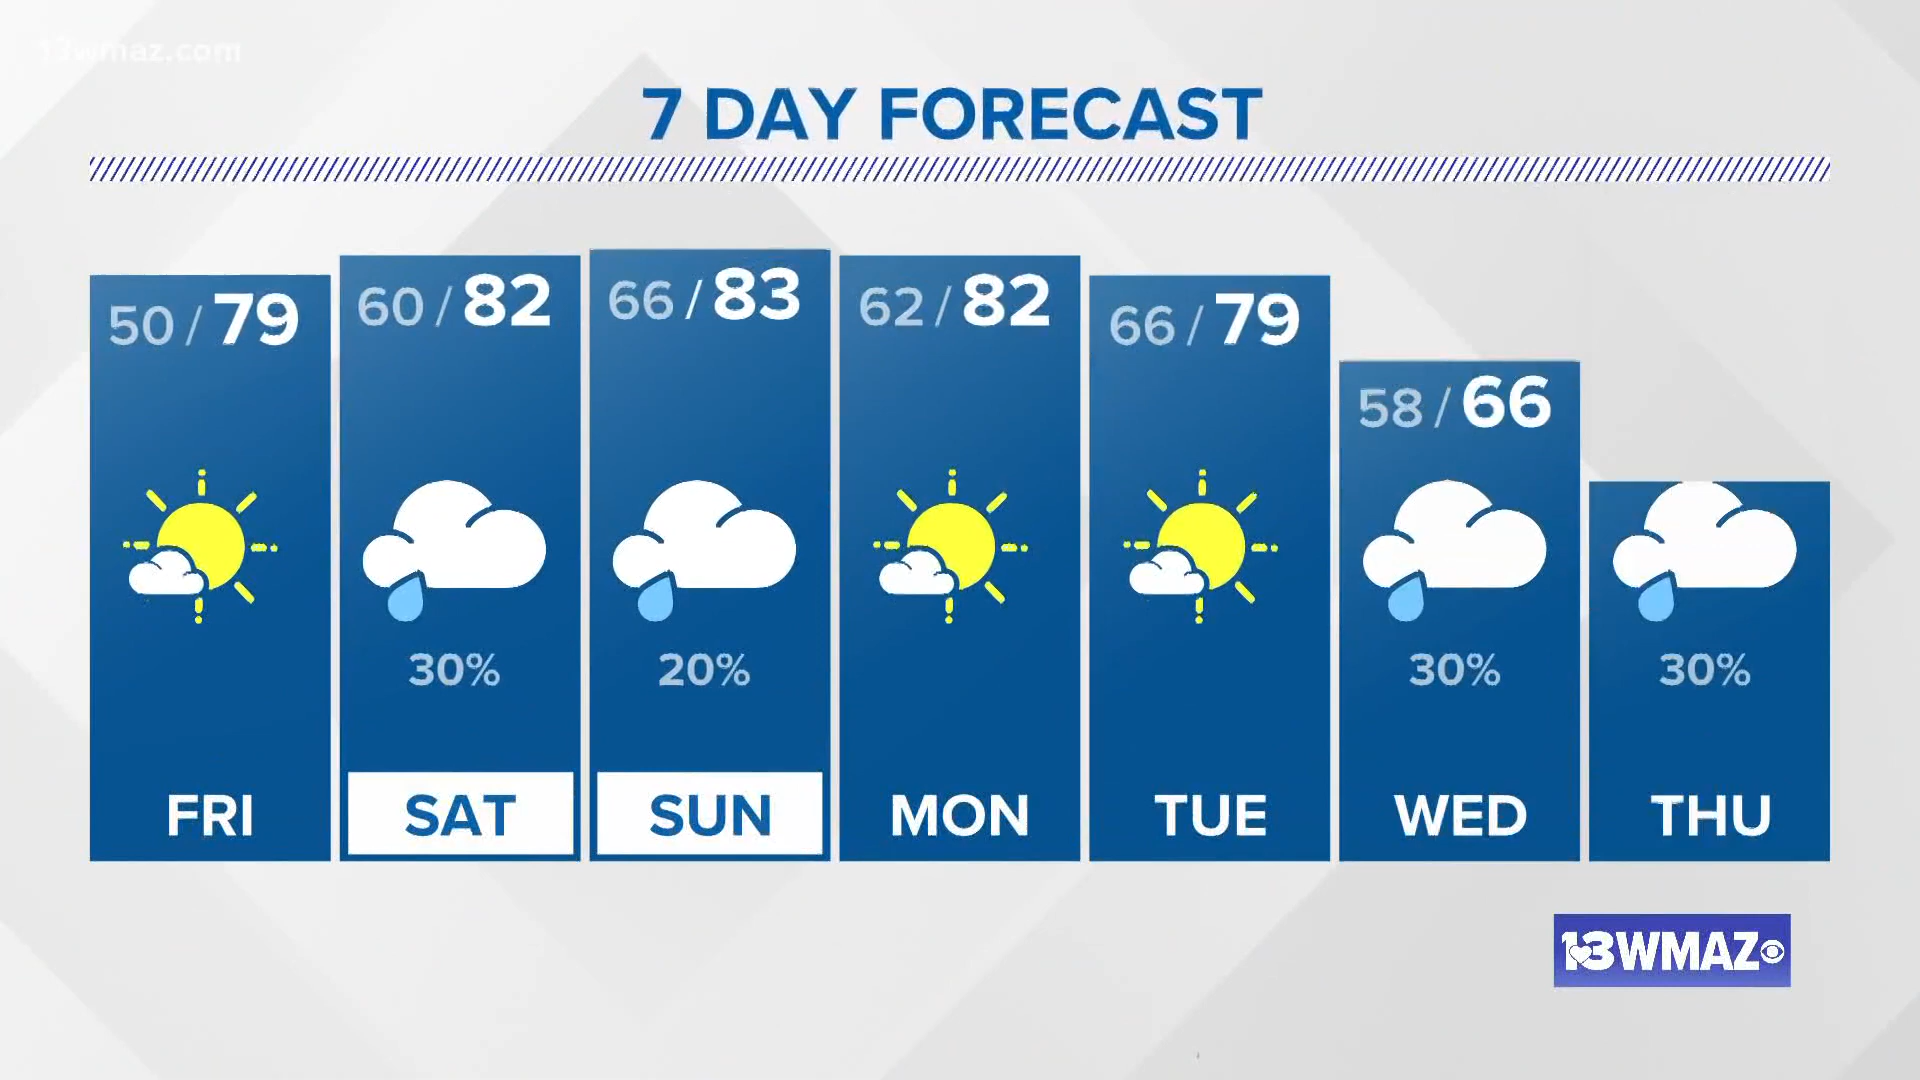 13wmaz.com
7 DAY FORECAST
50 / 79
60 / 82
66 / 83
62 / 82
66 / 79
58 / 66
30%
20%
30%
30%
FRI
SAT
SUN
MON
TUE
WED
THU
13WMAZ